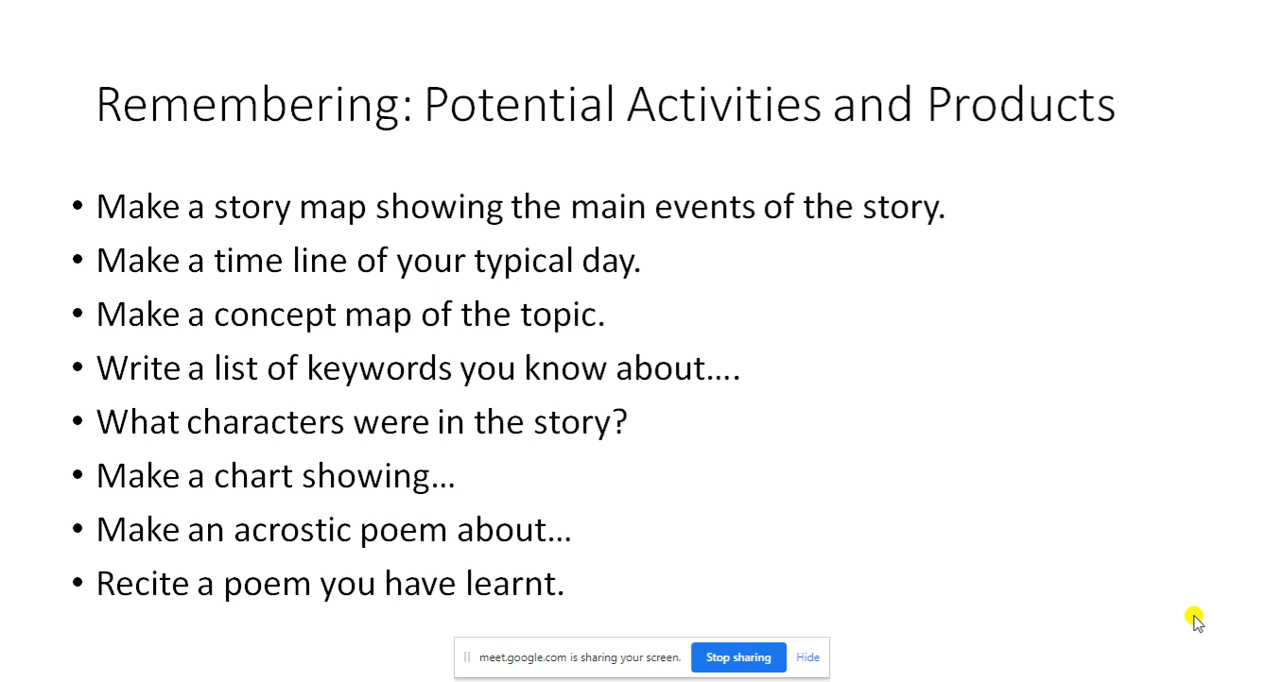 Remembering: Potential Activities and Products
• Make a story map showing the main events of the story.
• Make a time line of your typical day.
• Make a concept map of the topic.
• Write a list of keywords you know about....
• What characters were in the story?
• Make a chart showing...
• Make an acrostic poem about...
• Recite a poem you have learnt.
meet.google.com is sharing your screen. Stop sharing Hide